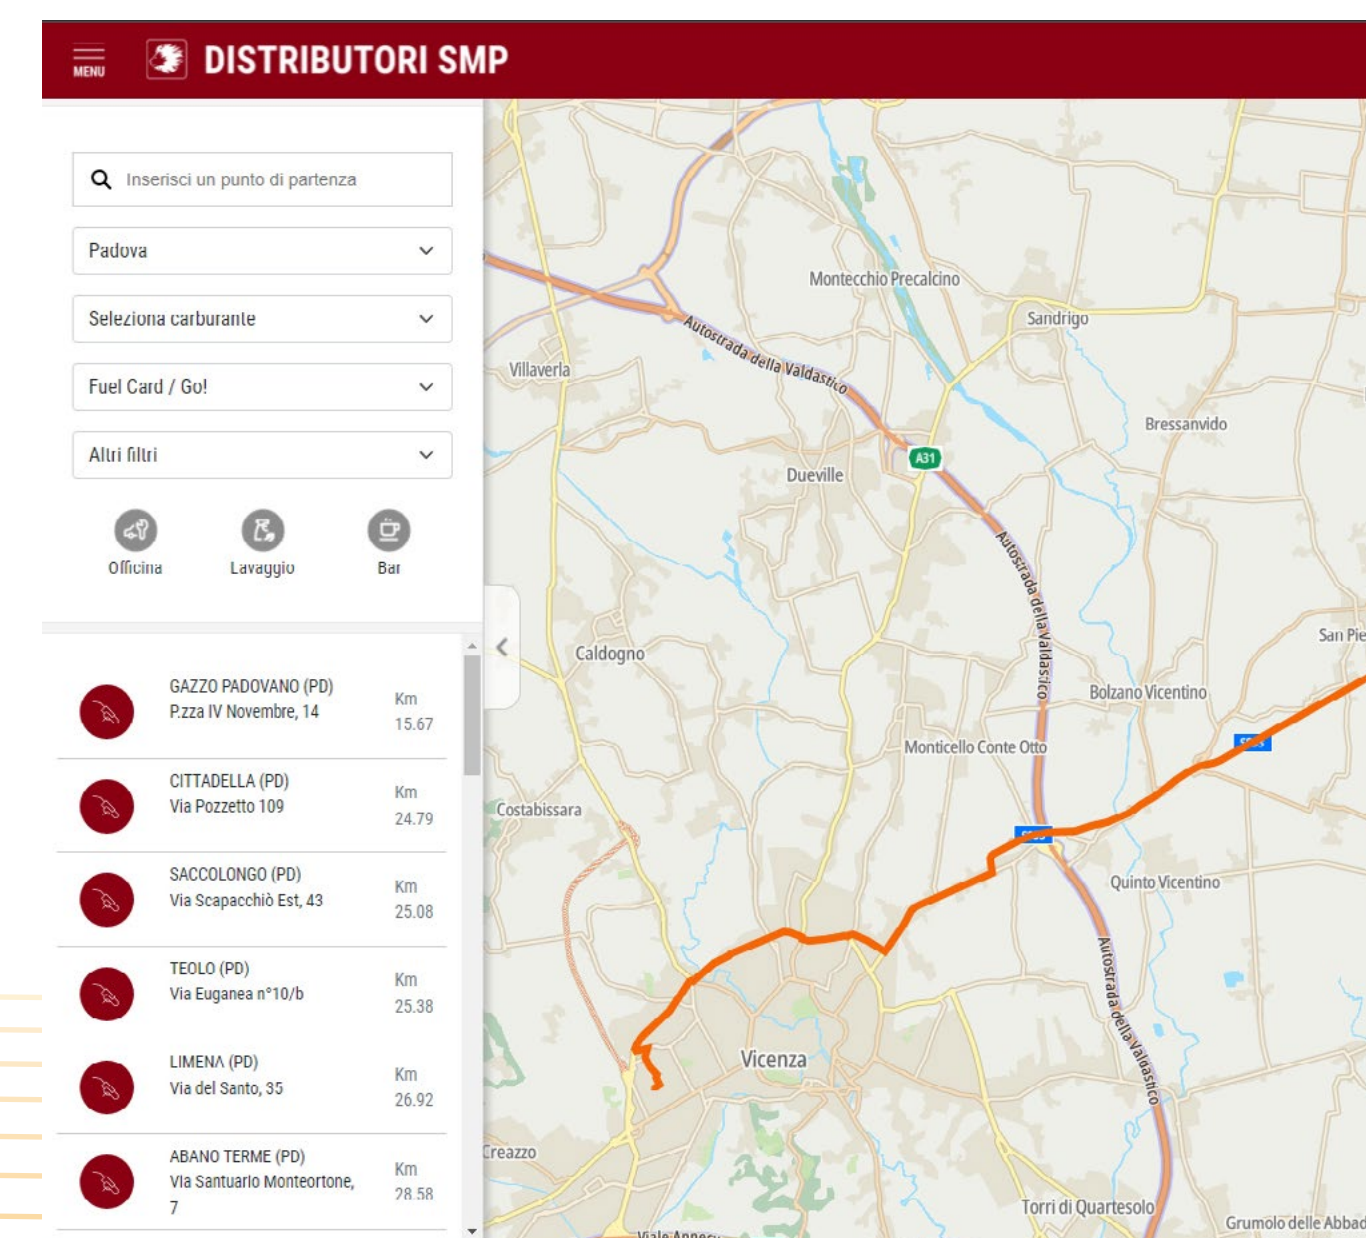 MENU
DISTRIBUTORI SMP
Inserisci un punto di partenza
Padova
Seleziona carburante
Fuel Card / Go!
Altri filtri
Officina
Lavaggio
Bar
GAZZO PADOVANO (PD)
P.zza IV Novembre, 14
Km
15.67
CITTADELLA (PD)
Via Pozzetto 109
Km
24.79
SACCOLONGO (PD)
Via Scapacchiò Est, 43
Km
25.08
TEOLO (PD)
Via Euganea n°10/b
Km
25.38
LIMENA (PD)
Via del Santo, 35
Km
26.92
ABANO TERME (PD)
Via Santuario Monteortone,
7
Km
28.58
Montecchio Precalcino
Sandrigo
Autostrada della Valdastico
Villaverla
Bressanvido
A31
Dueville
Autostrada della Valdastico
San Pie
Caldogno
Bolzano Vicentino
Monticello Conte Otto
Costabissara
Quinto Vicentino
Autostrada della Valdastico
Vicenza
Creazzo
Torri di Quartesolo
Grumolo delle Abbad
Viale